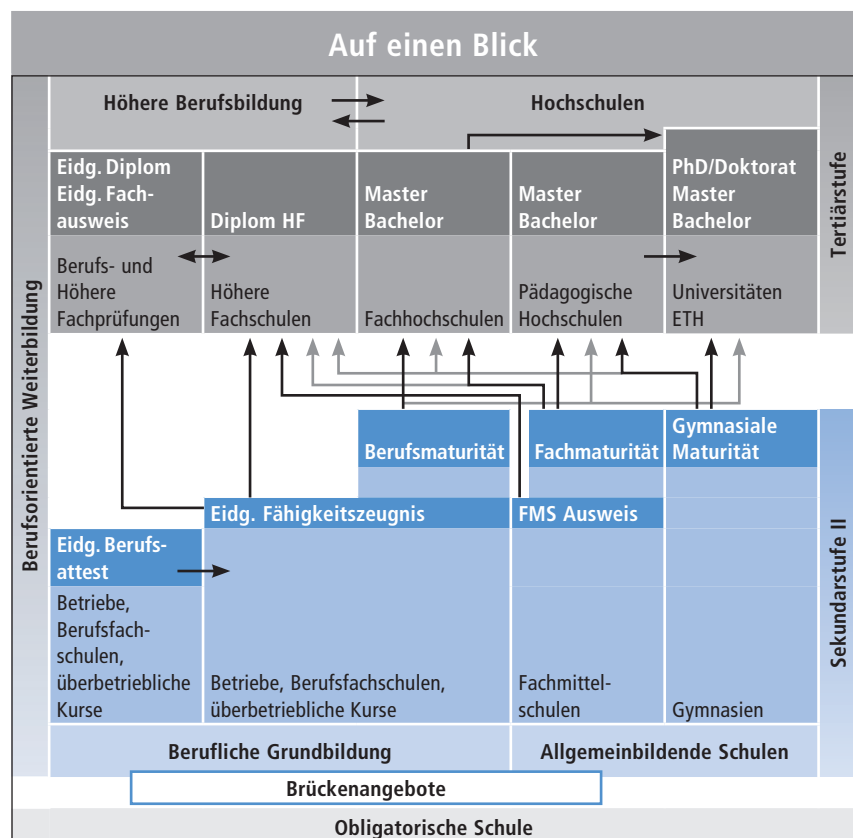 Auf einen Blick
Höhere Berufsbildung
Hochschulen
Eidg. Diplom
Eidg. Fach-
ausweis
Diplom HF
Master
Bachelor
Master
Bachelor
PhD/Doktorat
Master
Bachelor
Berufs- und
Höhere
Fachprüfungen
Höhere
Fachschulen
Fachhochschulen
Pädagogische
Hochschulen
Universitäten
ETH
Tertiärstufe
Berufsorientierte Weiterbildung
Berufsmaturität
Fachmaturität
Gymnasiale
Maturität
Eidg. Fähigkeitszeugnis
FMS Ausweis
Eidg. Berufs-
attest
Betriebe,
Berufsfach-
schulen,
überbetriebliche
Kurse
Betriebe, Berufsfachschulen,
überbetriebliche Kurse
Fachmittel-
schulen
Gymnasien
Sekundarstufe II
Berufliche Grundbildung
Allgemeinbildende Schulen
Brückenangebote
Obligatorische Schule